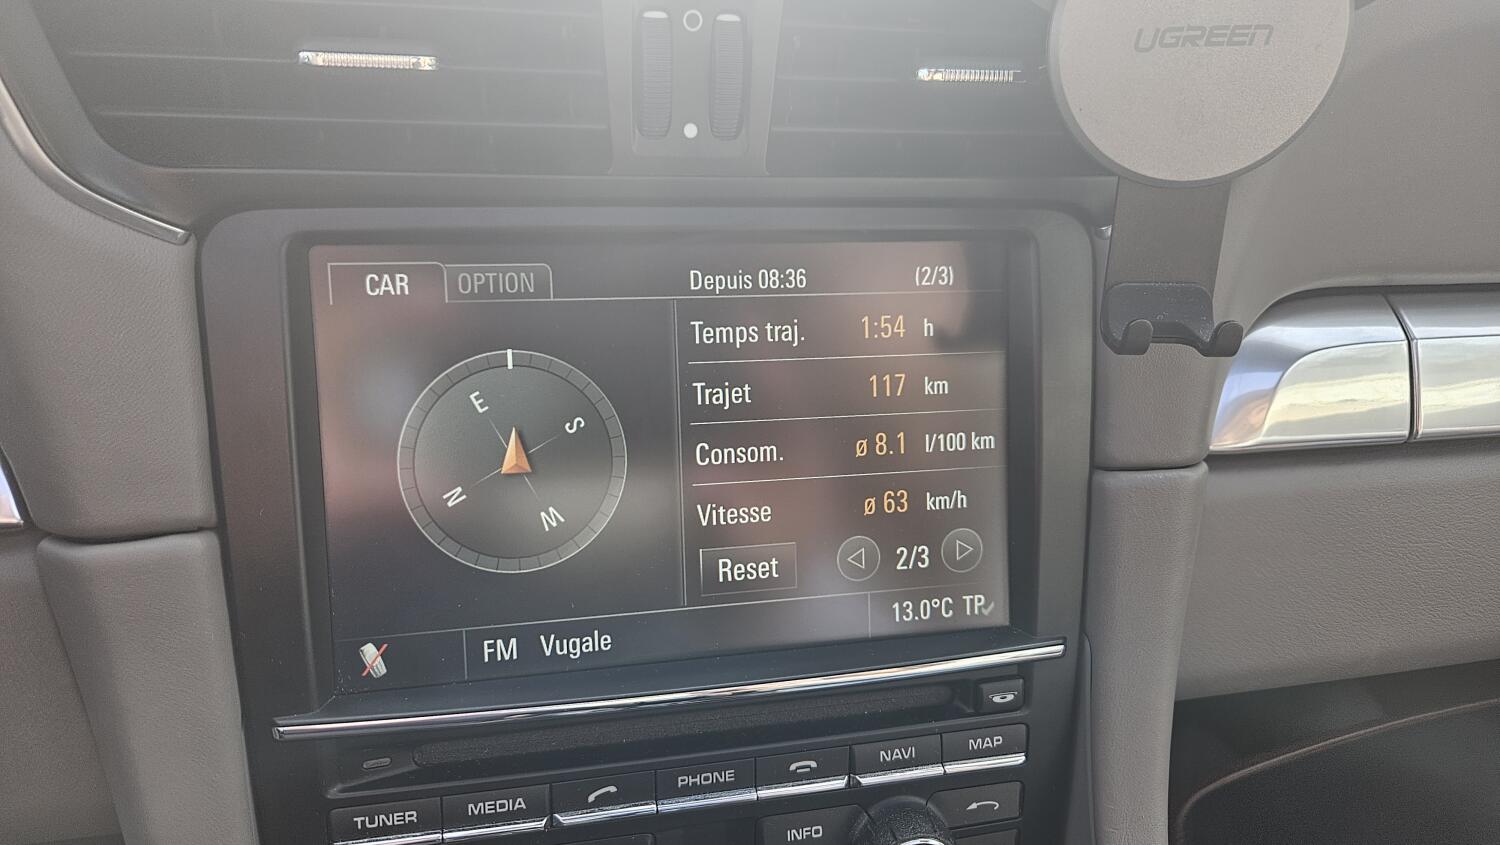 UGREEN
CAR OPTION Depuis 08:36 (2/3)
Temps traj. 1:54 h
Trajet 117 km
Consom. ø 8.1 l/100 km
Vitesse ø 63 km/h
Reset 2/3
E
S
N
W
13.0°C TP
FM Vugale
TUNER MEDIA PHONE NAVI MAP
INFO